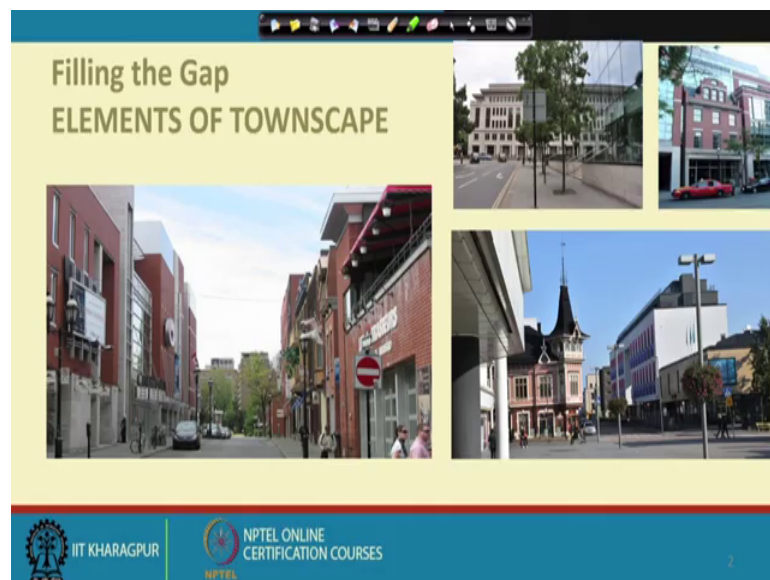 Filling the Gap
ELEMENTS OF TOWNSCAPE
IIT KHARAGPUR
NPTEL ONLINE
CERTIFICATION COURSES
NPTEL
2